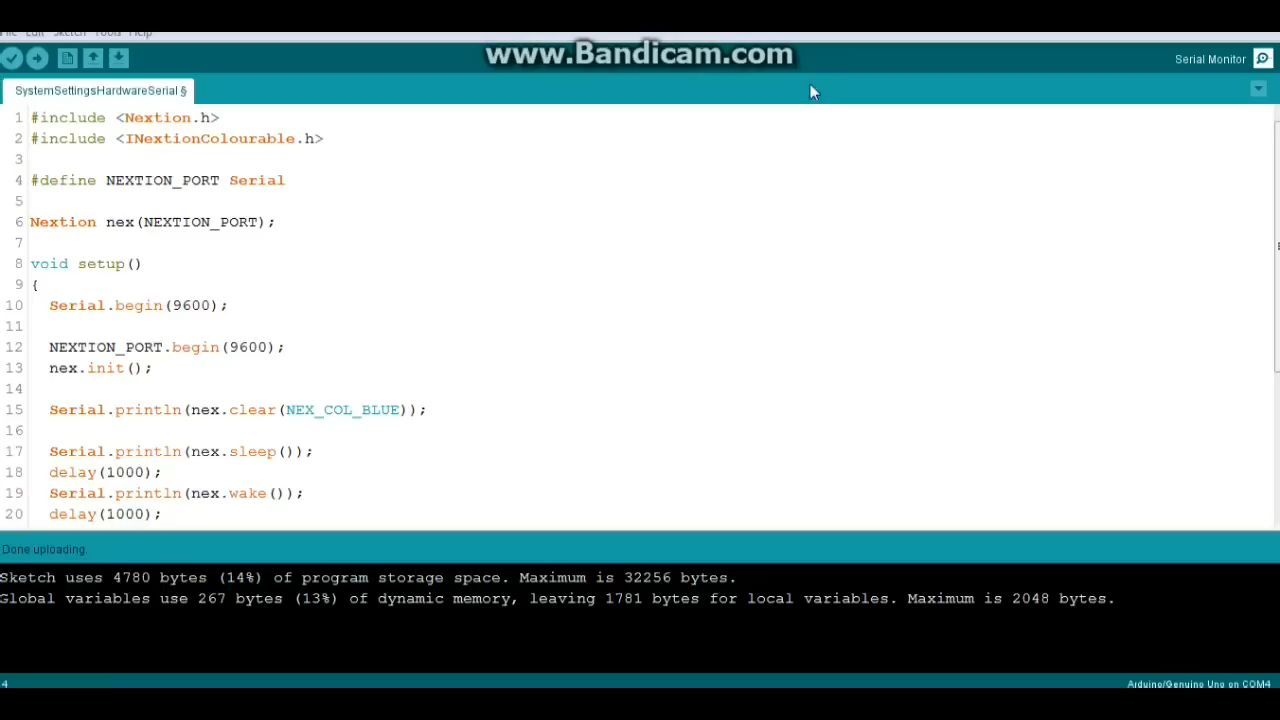 File Edit Sketch Tools Help
www.Bandicam.com
Serial Monitor
SystemSettingsHardwareSerial §
1 #include <Nextion.h>
2 #include <INextionColourable.h>
3
4 #define NEXTION_PORT Serial
5
6 Nextion nex(NEXTION_PORT);
7
8 void setup()
9 {
10 Serial.begin(9600);
11
12 NEXTION_PORT.begin(9600);
13 nex.init();
14
15 Serial.println(nex.clear(NEX_COL_BLUE));
16
17 Serial.println(nex.sleep());
18 delay(1000);
19 Serial.println(nex.wake());
20 delay(1000);
Done uploading.
Sketch uses 4780 bytes (14%) of program storage space. Maximum is 32256 bytes.
Global variables use 267 bytes (13%) of dynamic memory, leaving 1781 bytes for local variables. Maximum is 2048 bytes.
4
Arduino/Genuino Uno on COM4